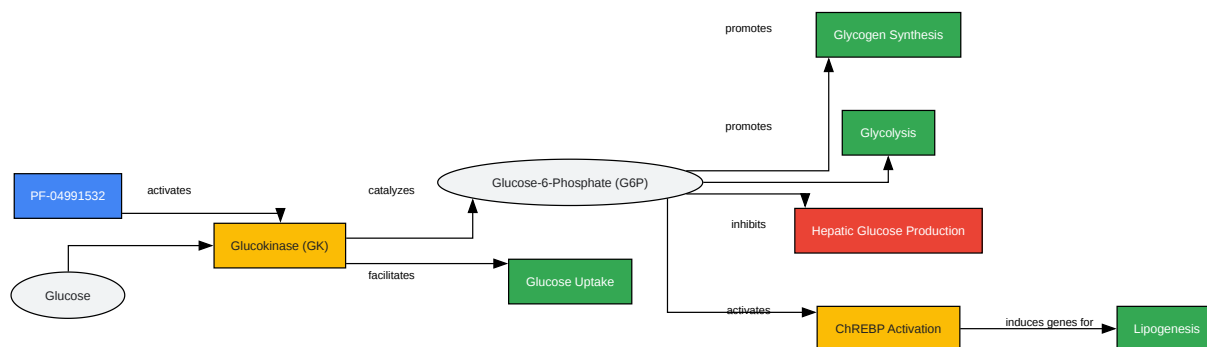 promotes
Glycogen Synthesis
promotes
Glycolysis
PF-04991532
activates
catalyzes
Glucose-6-Phosphate (G6P)
inhibits
Hepatic Glucose Production
Glucokinase (GK)
facilitates
Glucose Uptake
Glucose
activates
ChREBP Activation
induces genes for
Lipogenesis